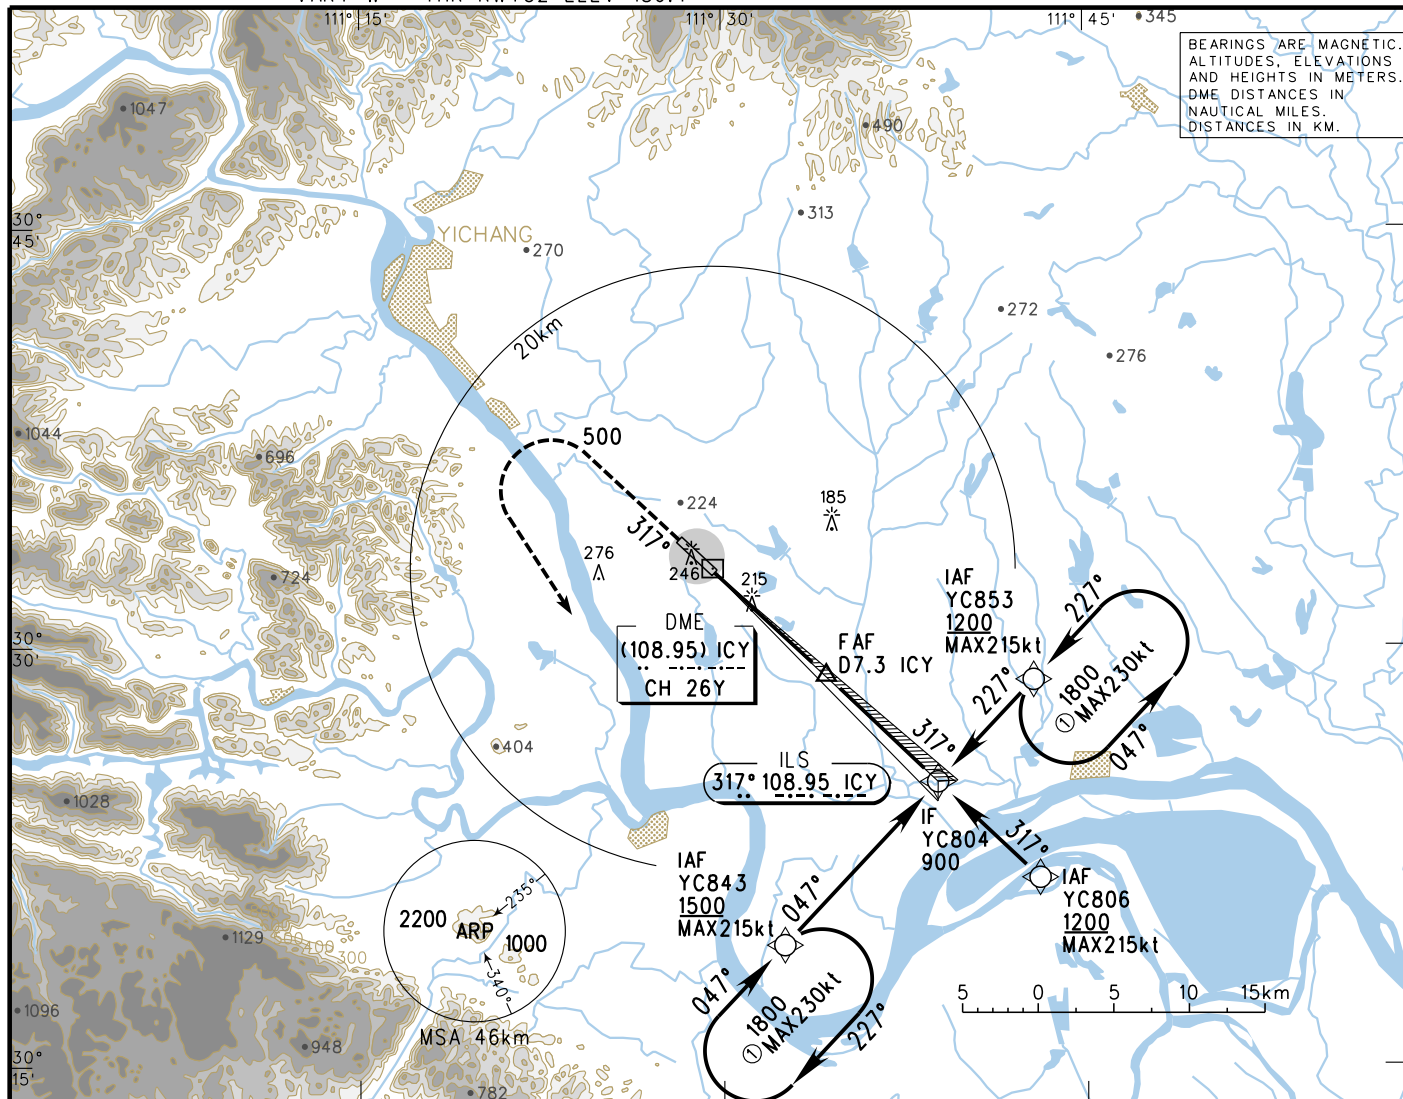 111° 15'
111° 30'
111° 45'
345
BEARINGS ARE MAGNETIC.
ALTITUDES, ELEVATIONS
AND HEIGHTS IN METERS.
DME DISTANCES IN
NAUTICAL MILES.
DISTANCES IN KM.
1047
490
313
30°
45'
YICHANG
270
272
20km
276
1044
500
696
224
185
317°
276
246
215
724
IAF
YC853
1200
MAX215kt
227°
DME
(108.95) ICY
CH 26Y
FAF
D7.3 ICY
30°
30'
227°
1800
① MAX230kt
047°
404
317°
ILS
317° 108.95 ICY
1028
IF
YC804
900
317°
IAF
YC843
1500
MAX215kt
IAF
YC806
1200
MAX215kt
047°
2200
ARP
1000
235°
340°
MSA 46km
1129
300
047°
1800
① MAX230kt
227°
5 0 5 10 15km
1096
948
30°
15'
782